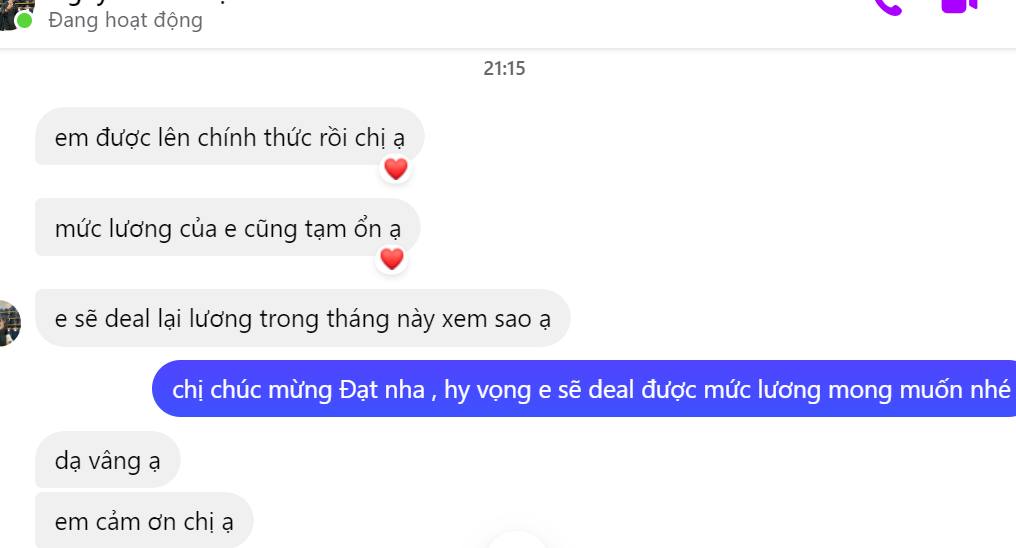 Đang hoạt động
21:15
em được lên chính thức rồi chị ạ
mức lương của e cũng tạm ổn ạ
e sẽ deal lại lương trong tháng này xem sao ạ
chị chúc mừng Đạt nha , hy vọng e sẽ deal được mức lương mong muốn nhé
dạ vâng ạ
em cảm ơn chị ạ